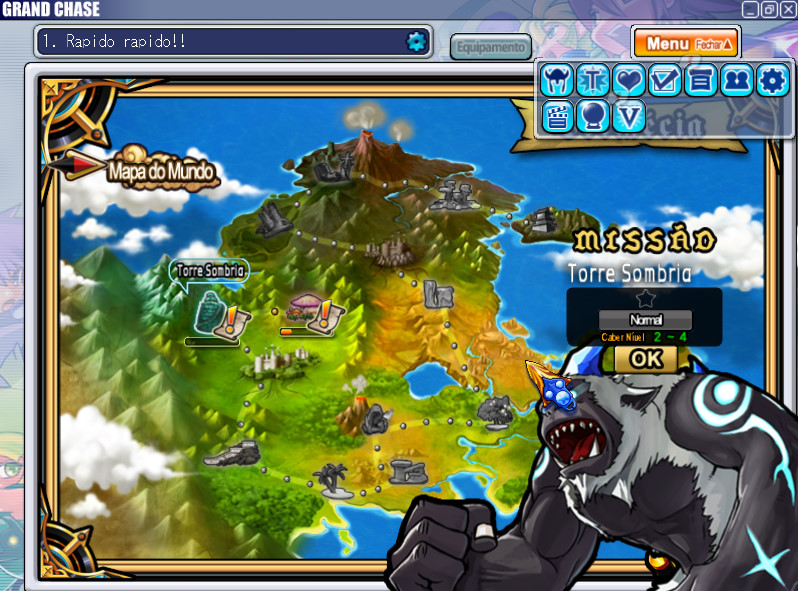 GRAND CHASE
1. Rapido rapido!!
Equipamento
Menu Fechar
Mapa do Mundo
MISSÃO
Torre Sombria
Torre Sombria
Normal
Caber Nivel 2 - 4
OK